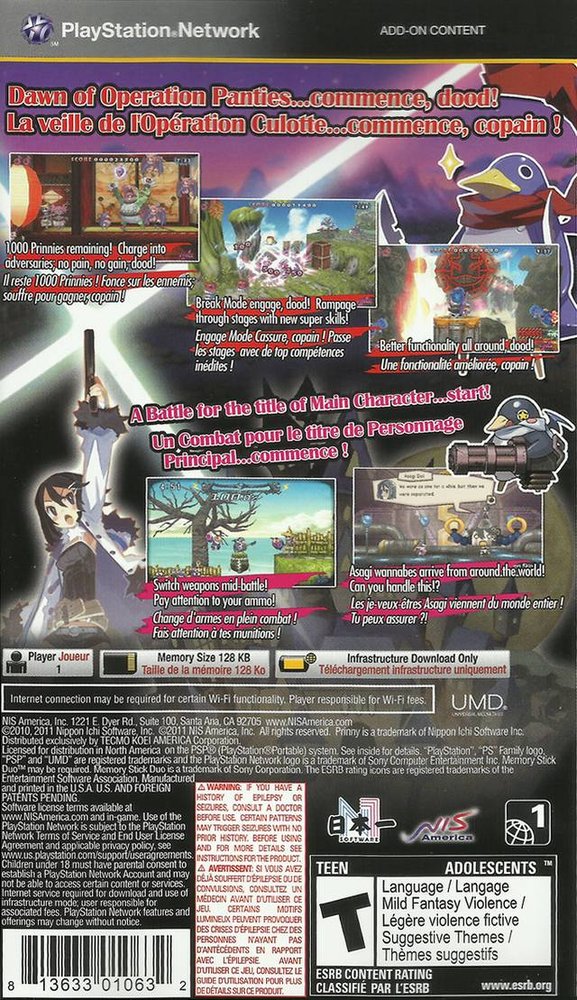 PlayStation®Network
ADD-ON CONTENT
Dawn of Operation Panties...commence, dood!
La veille de l'Opération Culotte...commence, copain !
1000 Prinnies remaining! Charge into
adversaries; no pain, no gain, dood!
Il reste 1000 Prinnies ! Fonce sur les ennemis;
souffre pour gagner, copain !
Break Mode engage, dood! Rampage
through stages with new super skills!
Engage Mode Cassure, copain ! Passe
les stages avec de top compétences
inédites !
Better functionality all around, dood!
Une fonctionalité améliorée, copain !
A Battle for the title of Main Character...start!
Un Combat pour le titre de Personnage
Principal...commence !
Asagi
We were as one for a while but then we
were separated.
Switch weapons mid-battle!
Pay attention to your ammo!
Change d'armes en plein combat !
Fais attention à tes munitions !
Asagi wannabes arrive from around the world!
Can you handle this!?
Les je-veux-êtres Asagi viennent du monde entier !
Tu peux assurer ?!
Player Joueur
1
Memory Size 128 KB
Taille de la mémoire 128 Ko
Infrastructure Download Only
Téléchargement infrastructure uniquement
Internet connection may be required for certain Wi-Fi functionality. Player responsible for Wi-Fi fees.
UMD™
UNIVERSAL MEDIA DISC
NIS America, Inc. 1221 E. Dyer Rd., Suite 100, Santa Ana, CA 92705 www.NISAmerica.com
©2010, 2011 Nippon Ichi Software, Inc. ©2011 NIS America, Inc. All rights reserved. Prinny is a trademark of Nippon Ichi Software, Inc.
Distributed exclusively by TECMO KOEI AMERICA Corporation.
Licensed for distribution in North America on the PSP® (PlayStation®Portable) system. See inside for details. "PlayStation", "PS" Family logo,
"PSP" and "UMD" are registered trademarks and the PlayStation Network logo is a trademark of Sony Computer Entertainment Inc. Memory Stick
Duo™ may be required. Memory Stick Duo is a trademark of Sony Corporation. The ESRB rating icons are registered trademarks of the
Entertainment Software Association. Manufactured
and printed in the U.S.A. U.S. AND FOREIGN
PATENTS PENDING.
Software license terms available at
www.NISAmerica.com and in-game. Use of the
PlayStation Network is subject to the PlayStation
Network Terms of Service and End User License
Agreement and applicable privacy policy, see
www.us.playstation.com/support/useragreements.
Children under 18 must have parental consent to
establish a PlayStation Network Account and may
not be able to access certain content or services.
Internet service required for download and use of
infrastructure mode; user responsible for
associated fees. PlayStation Network features and
offerings may change without notice.
⚠ WARNING: IF YOU HAVE A
HISTORY OF EPILEPSY OR
SEIZURES, CONSULT A DOCTOR
BEFORE USE. CERTAIN PATTERNS
MAY TRIGGER SEIZURES WITH NO
PRIOR HISTORY. BEFORE USING
AND FOR MORE DETAILS SEE
INSTRUCTIONS FOR THE PRODUCT.
⚠ AVERTISSEMENT: SI VOUS AVEZ
DÉJÀ SOUFFERT D'ÉPILEPSIE OU DE
CONVULSIONS, CONSULTEZ UN
MÉDECIN AVANT D'UTILISER CE
JEU. CERTAINS MOTIFS
LUMINEUX PEUVENT PROVOQUER
DES CRISES D'ÉPILEPSIE CHEZ DES
PERSONNES N'AYANT PAS
D'ANTÉCÉDENTS EN RAPPORT
AVEC L'ÉPILEPSIE. AVANT
D'UTILISER CE JEU, CONSULTEZ LE
GUIDE D'UTILISATION POUR PLUS
DE DÉTAILS SUR CE PRODUIT.
日本一
SOFTWARE
NIS
America
1
TEEN
ADOLESCENTS ™
T
Language / Langage
Mild Fantasy Violence /
Légère violence fictive
Suggestive Themes /
Thèmes suggestifs
ESRB CONTENT RATING
CLASSIFIÉ PAR L'ESRB
www.esrb.org
8 13633 01063 2